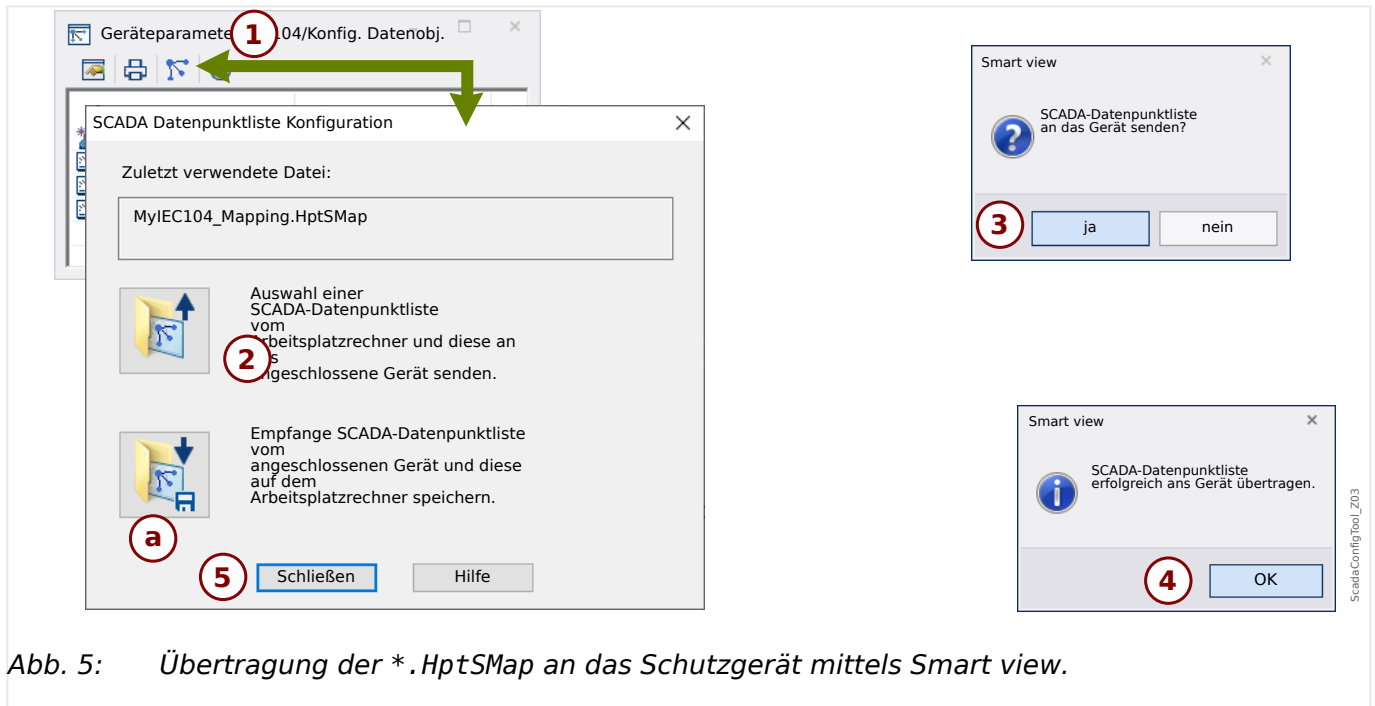 Geräteparamete 04/Konfig. Datenobj.
1
SCADA Datenpunktliste Konfiguration
Zuletzt verwendete Datei:
MyIEC104_Mapping.HptSMap
Auswahl einer
SCADA-Datenpunktliste
vom
rbeitsplatzrechner und diese an
s
ngeschlossene Gerät senden.
2
Empfange SCADA-Datenpunktliste
vom
angeschlossenen Gerät und diese
auf dem
Arbeitsplatzrechner speichern.
a
5
Schließen
Hilfe
Smart view
SCADA-Datenpunktliste
an das Gerät senden?
3
ja
nein
Smart view
SCADA-Datenpunktliste
erfolgreich ans Gerät übertragen.
4
OK
ScadaConfigTool_Z03
Abb. 5: Übertragung der *.HptSMap an das Schutzgerät mittels Smart view.